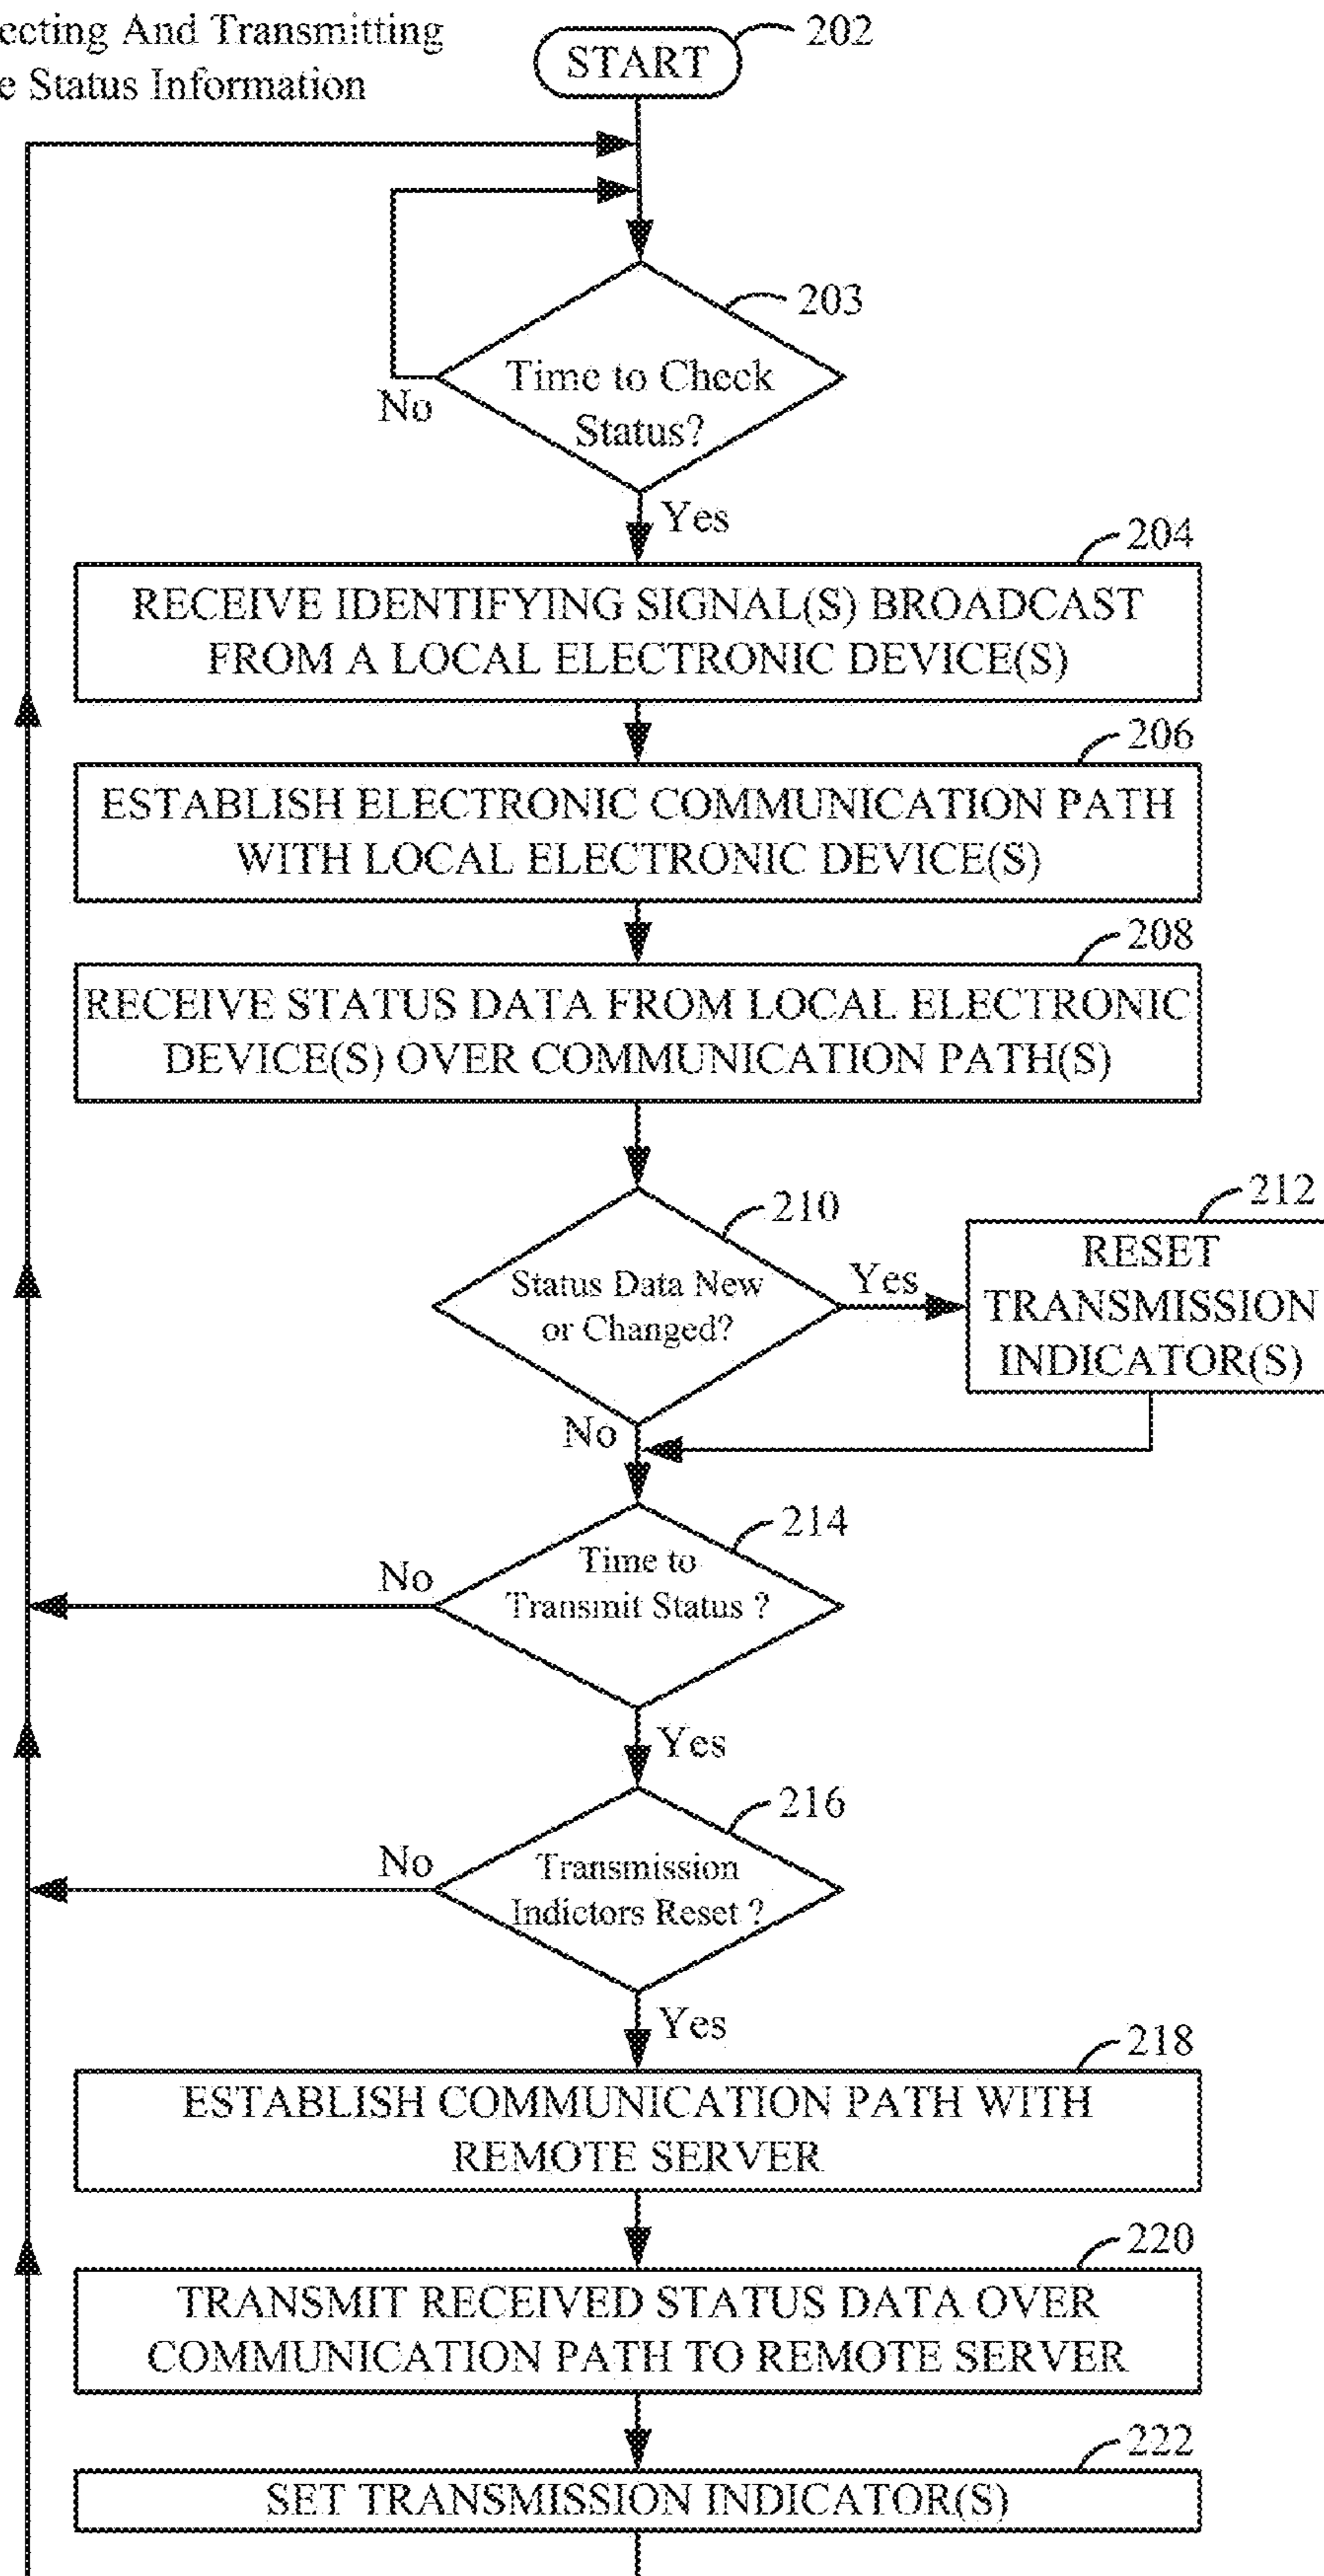 And Transmitting
Status Information
START
202
203
Time to Check
Status?
No
Yes
204
RECEIVE IDENTIFYING SIGNAL(S) BROADCAST
FROM A LOCAL ELECTRONIC DEVICE(S)
206
ESTABLISH ELECTRONIC COMMUNICATION PATH
WITH LOCAL ELECTRONIC DEVICE(S)
208
RECEIVE STATUS DATA FROM LOCAL ELECTRONIC
DEVICE(S) OVER COMMUNICATION PATH(S)
210
Status Data New
or Changed?
Yes
212
RESET
TRANSMISSION
INDICATOR(S)
No
214
Time to
Transmit Status ?
No
Yes
216
Transmission
Indictors Reset ?
No
Yes
218
ESTABLISH COMMUNICATION PATH WITH
REMOTE SERVER
220
TRANSMIT RECEIVED STATUS DATA OVER
COMMUNICATION PATH TO REMOTE SERVER
222
SET TRANSMISSION INDICATOR(S)